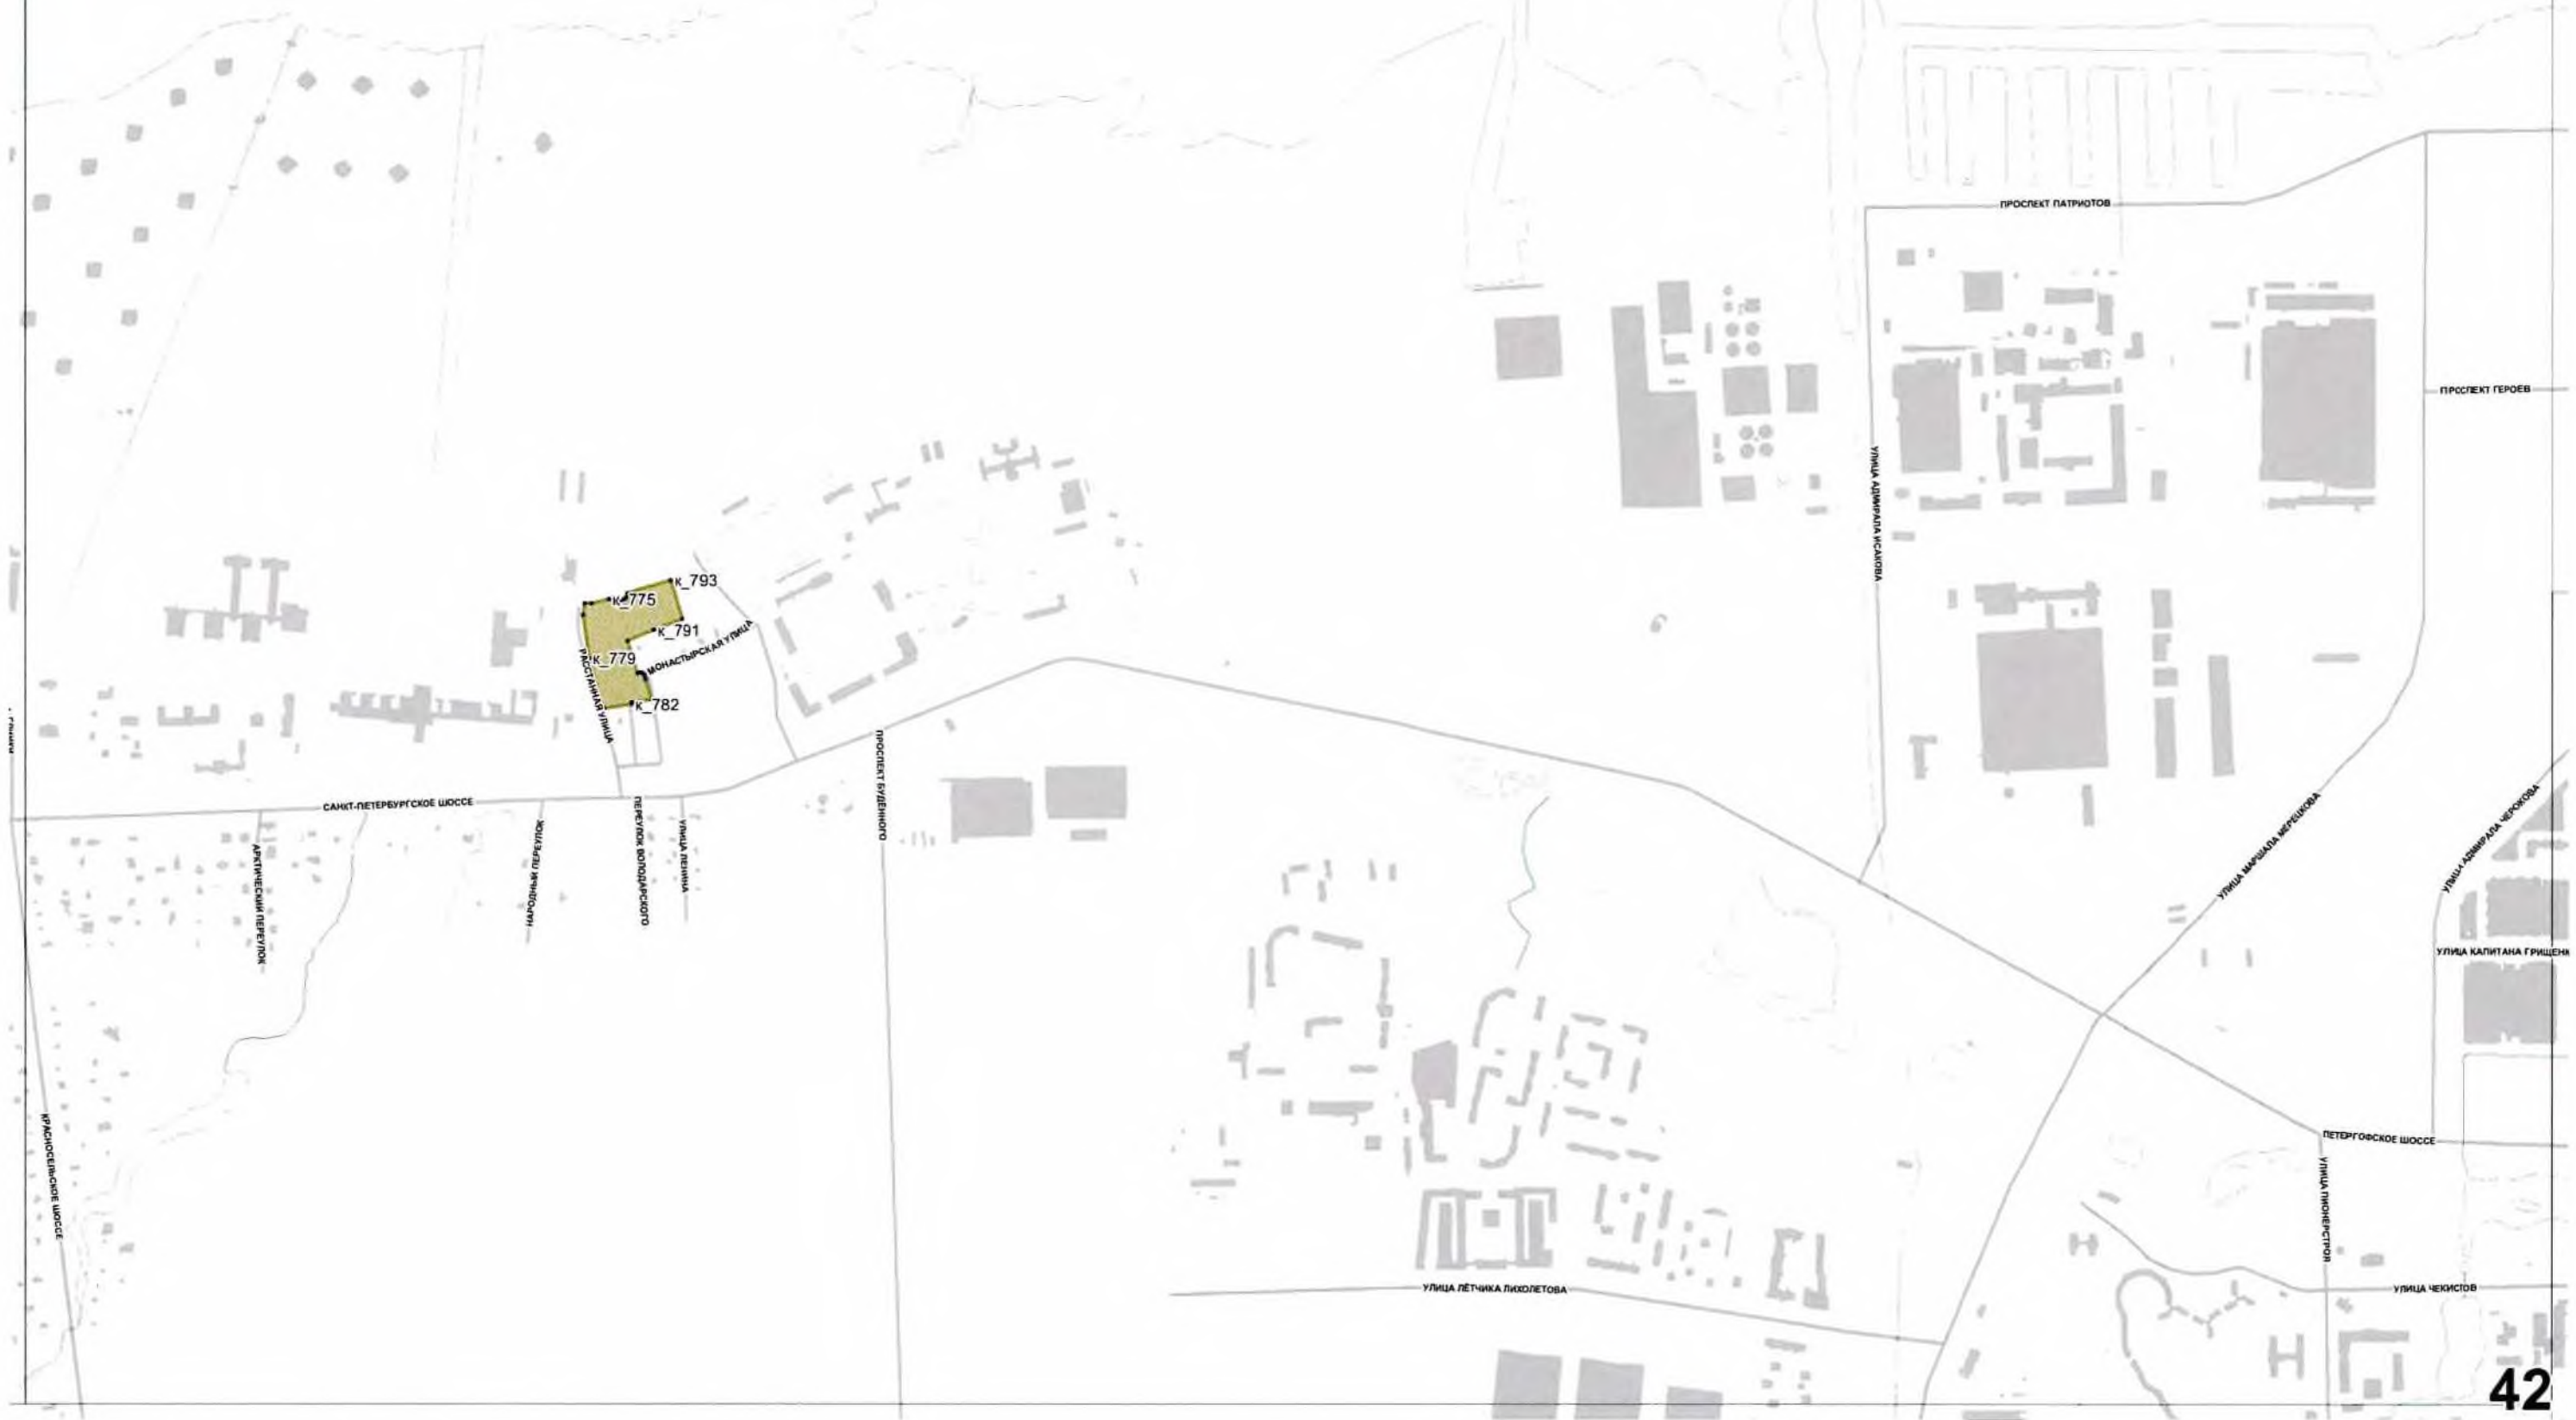 ПРОСПЕКТ ПАТРИОТОВ
ПРОСПЕКТ ГЕРОЕВ
УЛИЦА АДМИРАЛА ИСАКОВА
к_793
к_775
к_791
к_779
МОНАСТЫРСКАЯ УЛИЦА
РАССТАННАЯ УЛИЦА
к_782
САНКТ-ПЕТЕРБУРГСКОЕ ШОССЕ
ПРОСПЕКТ БУДЁННОГО
ПЕРЕУЛОК ВОЛОДАРСКОГО
УЛИЦА ЛЕНИНА
НАРОДНЫЙ ПЕРЕУЛОК
АРКТИЧЕСКИЙ ПЕРЕУЛОК
УЛИЦА МАРШАЛА МЕРЕЦКОВА
УЛИЦА АДМИРАЛА ЧЕРОКОВА
УЛИЦА КАПИТАНА ГРИЩЕНК
КРАСНОСЕЛЬСКОЕ ШОССЕ
ПЕТЕРГОФСКОЕ ШОССЕ
УЛИЦА ПИОНЕРСТРОЯ
УЛИЦА ЛЁТЧИКА ЛИХОЛЕТОВА
УЛИЦА ЧЕКИСТОВ
42